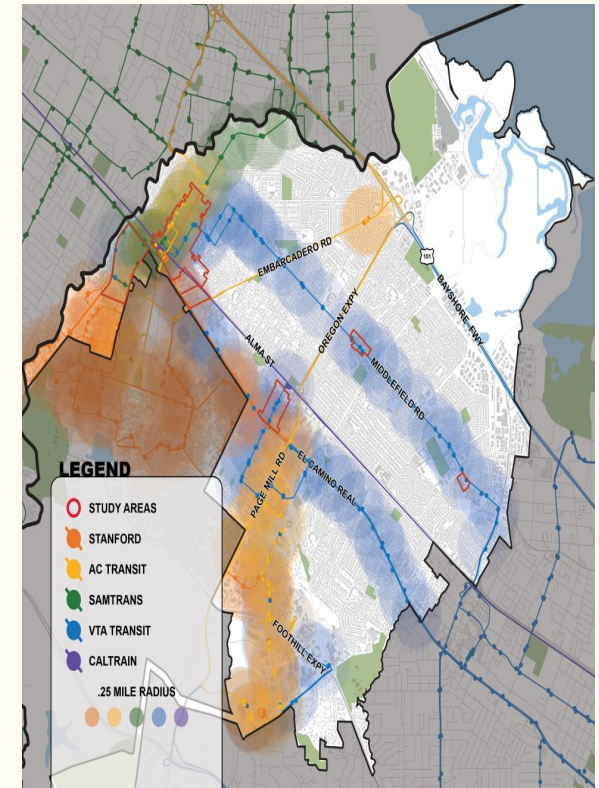 EMBARCADERO RD
OREGON EXPY
101
BAYSHORE FWY
ALMA ST
MIDDLEFIELD RD
PAGE MILL RD
EL CAMINO REAL
FOOTHILL EXPY
LEGEND
STUDY AREAS
STANFORD
AC TRANSIT
SAMTRANS
VTA TRANSIT
CALTRAIN
.25 MILE RADIUS